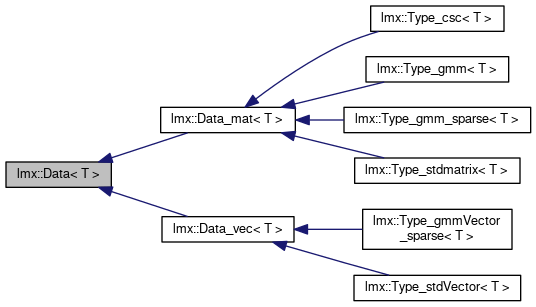 lmx::Type_csc< T >
lmx::Type_gmm< T >
lmx::Data_mat< T >
lmx::Type_gmm_sparse< T >
lmx::Data< T >
lmx::Type_stdmatrix< T >
lmx::Data_vec< T >
lmx::Type_gmmVector
_sparse< T >
lmx::Type_stdVector< T >